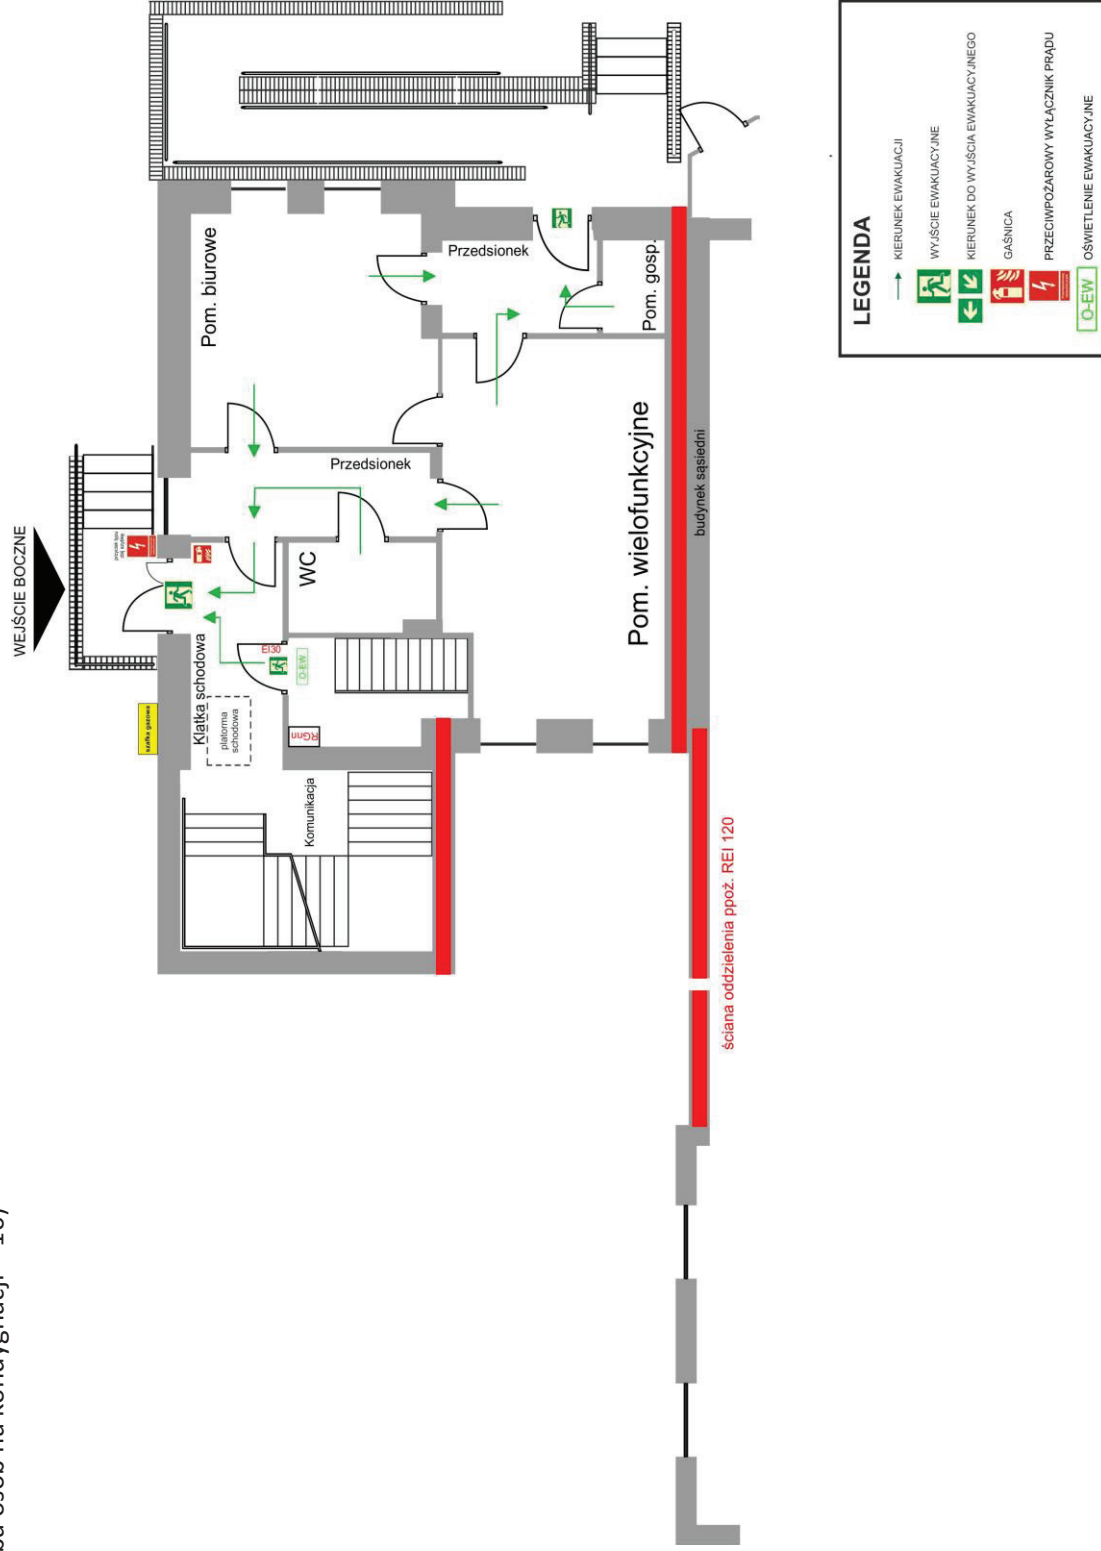 WEJŚCIE BOCZNE
szafka gazowa
Klatka schodowa
platforma
schodowa
Komunikacja
RGnn
EI30
O-EW
WC
Przedsionek
Pom. biurowe
Przedsionek
Pom. gosp.
Pom. wielofunkcyjne
budynek sąsiedni
ściana oddzielenia ppoż. REI 120
LEGENDA
KIERUNEK EWAKUACJI
WYJŚCIE EWAKUACYJNE
KIERUNEK DO WYJŚCIA EWAKUACYJNEGO
GAŚNICA
PRZECIWPOŻAROWY WYŁĄCZNIK PRĄDU
O-EW OŚWIETLENIE EWAKUACYJNE